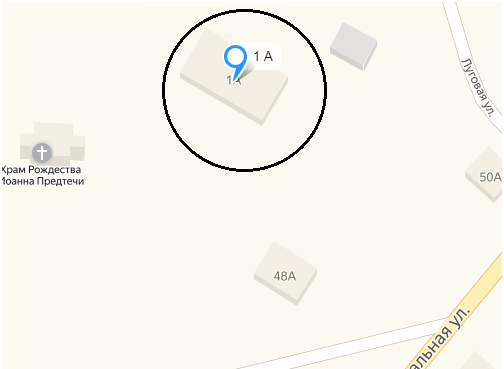 1 А
1А
Луговая ул.
Храм Рождества
Иоанна Предтечи
50А
48А
альная ул.